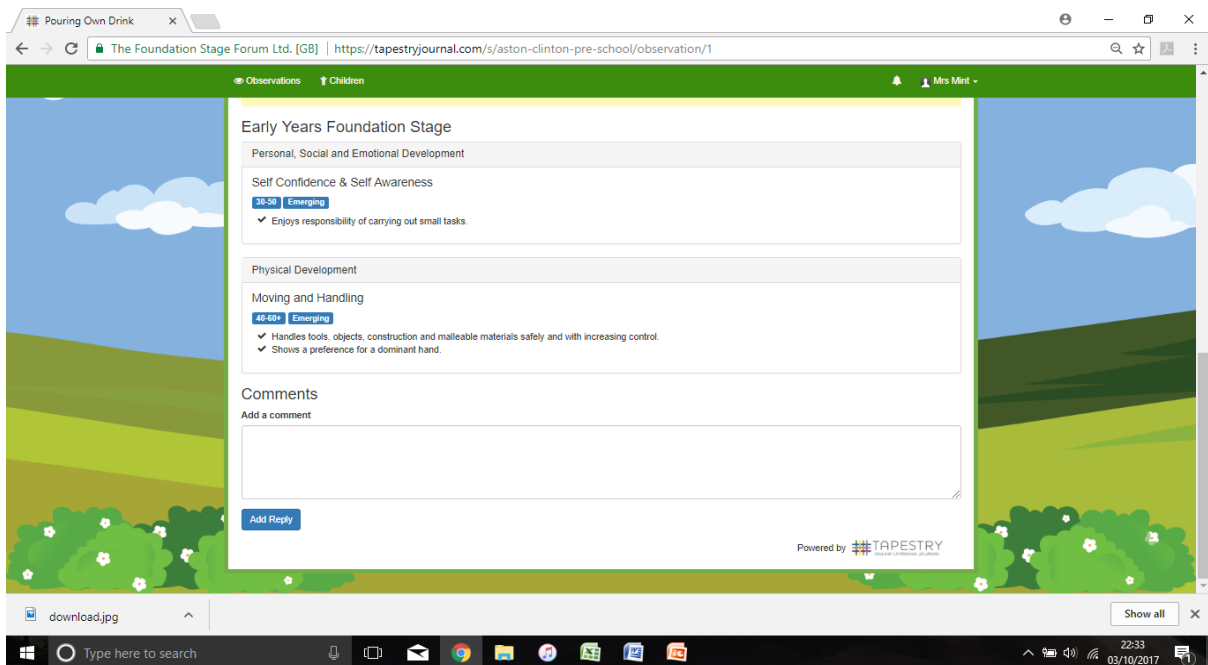 Pouring Own Drink
The Foundation Stage Forum Ltd. [GB] | https://tapestryjournal.com/s/aston-clinton-pre-school/observation/1
Observations Children Mrs Mint
Early Years Foundation Stage
Personal, Social and Emotional Development
Self Confidence & Self Awareness
30-50 Emerging
Enjoys responsibility of carrying out small tasks.
Physical Development
Moving and Handling
40-60+ Emerging
Handles tools, objects, construction and malleable materials safely and with increasing control.
Shows a preference for a dominant hand.
Comments
Add a comment
Add Reply
Powered by TAPESTRY
ONLINE LEARNING JOURNAL
download.jpg Show all
Type here to search
22:33
03/10/2017